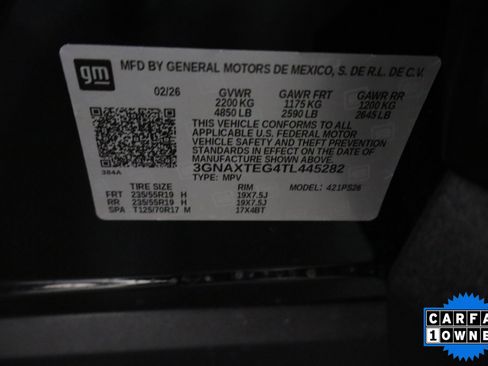 gm
MFD BY GENERAL MOTORS DE MEXICO, S. DE R.L. DE C.V.
02/26 GVWR GAWR FRT GAWR RR
2200 KG 1175 KG 1200 KG
4850 LB 2590 LB 2645 LB
THIS VEHICLE CONFORMS TO ALL
APPLICABLE U.S. FEDERAL MOTOR
VEHICLE SAFETY AND THEFT PREVENTION
STANDARDS IN EFFECT ON THE DATE OF
MANUFACTURE SHOWN ABOVE.
384A 3GNAXTEG4TL445282
TYPE: MPV MODEL: 421PS26
TIRE SIZE RIM
FRT 235/55R19 H 19X7.5J
RR 235/55R19 H 19X7.5J
SPA T125/70R17 M 17X4BT
CARFA
1 OWNE